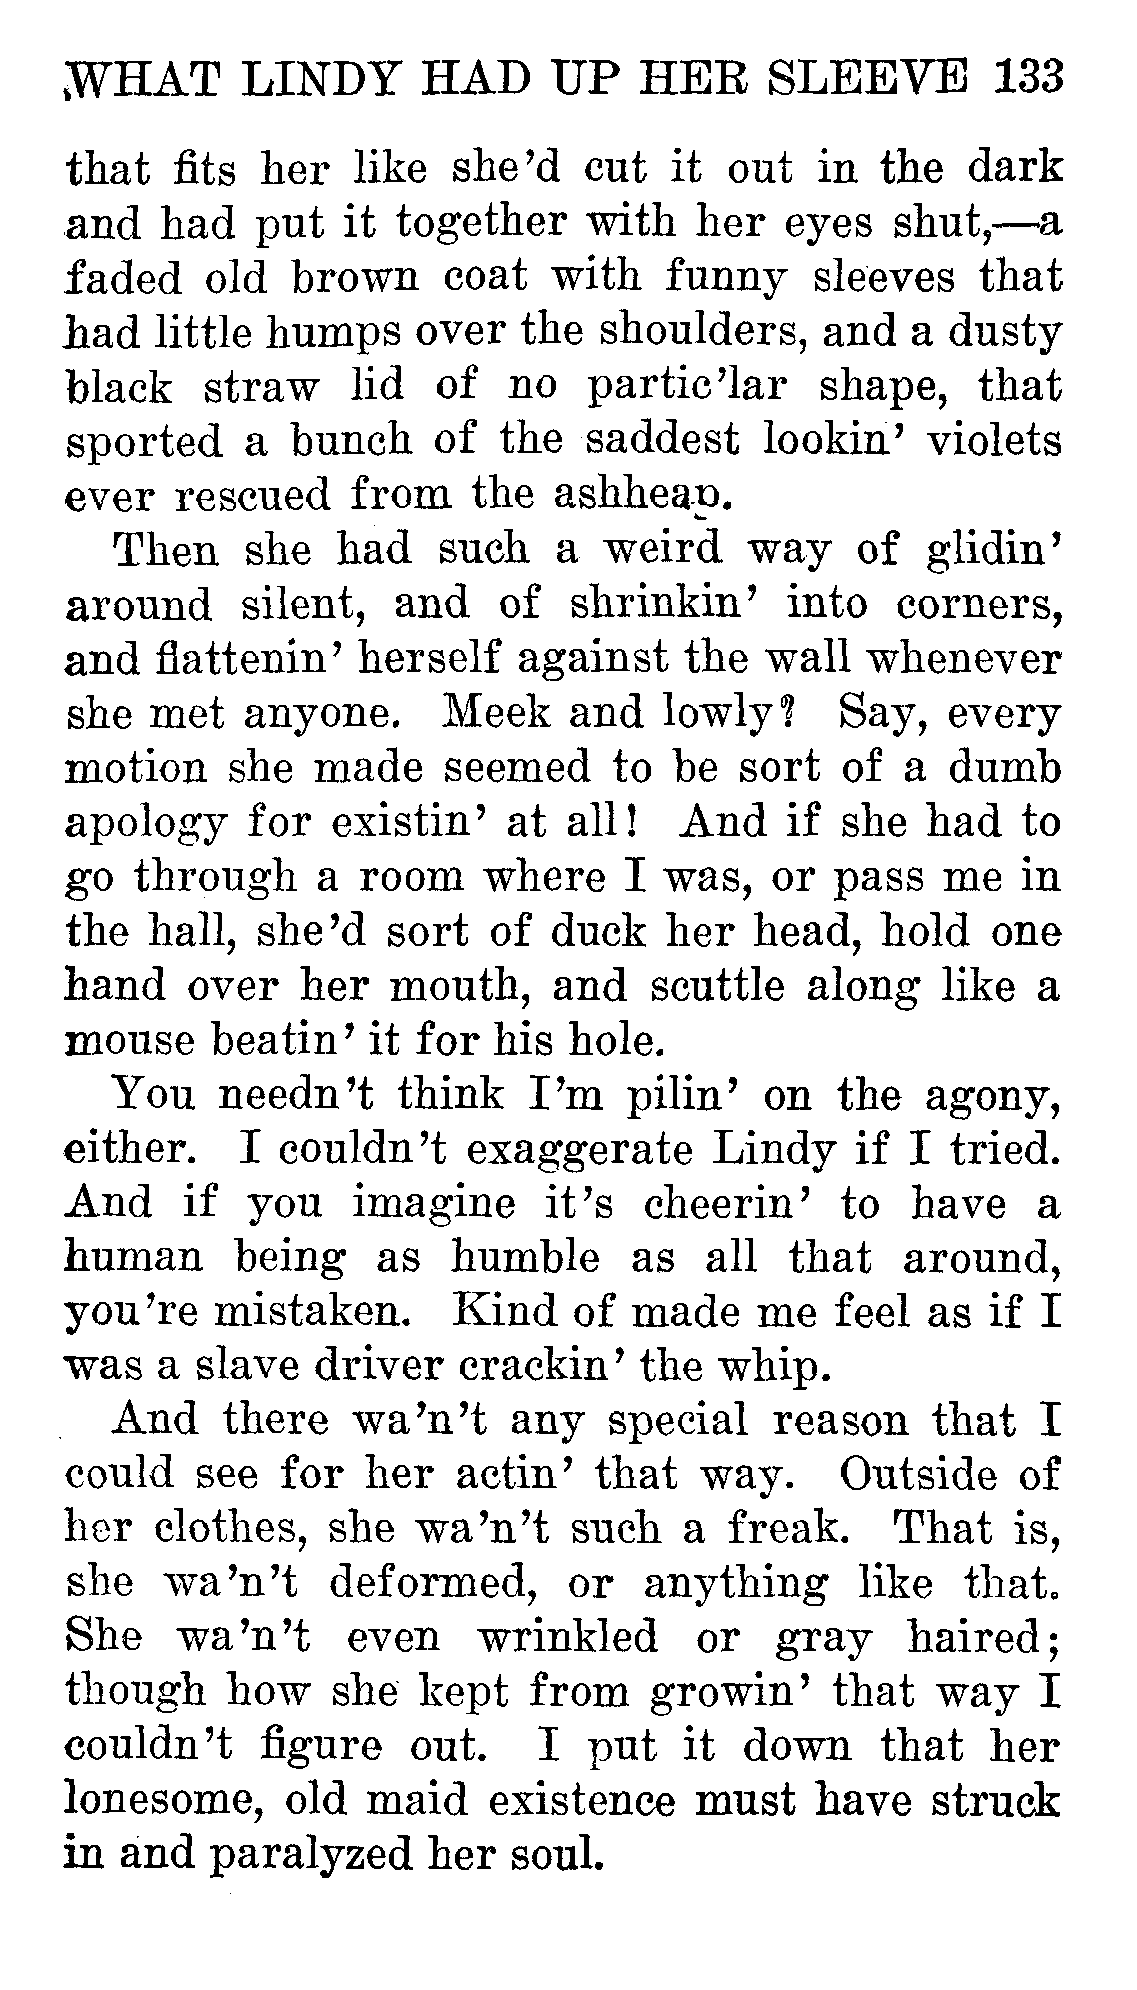 WHAT LINDY HAD UP HER SLEEVE 133
that fits her like she'd cut it out in the dark
and had put it together with her eyes shut,—a
faded old brown coat with funny sleeves that
had little humps over the shoulders, and a dusty
black straw lid of no partic'lar shape, that
sported a bunch of the saddest lookin' violets
ever rescued from the ashheap.
Then she had such a weird way of glidin'
around silent, and of shrinkin' into corners,
and flattenin' herself against the wall whenever
she met anyone. Meek and lowly? Say, every
motion she made seemed to be sort of a dumb
apology for existin' at all! And if she had to
go through a room where I was, or pass me in
the hall, she'd sort of duck her head, hold one
hand over her mouth, and scuttle along like a
mouse beatin' it for his hole.
You needn't think I'm pilin' on the agony,
either. I couldn't exaggerate Lindy if I tried.
And if you imagine it's cheerin' to have a
human being as humble as all that around,
you're mistaken. Kind of made me feel as if I
was a slave driver crackin' the whip.
And there wa'n't any special reason that I
could see for her actin' that way. Outside of
her clothes, she wa'n't such a freak. That is,
she wa'n't deformed, or anything like that.
She wa'n't even wrinkled or gray haired;
though how she kept from growin' that way I
couldn't figure out. I put it down that her
lonesome, old maid existence must have struck
in and paralyzed her soul.